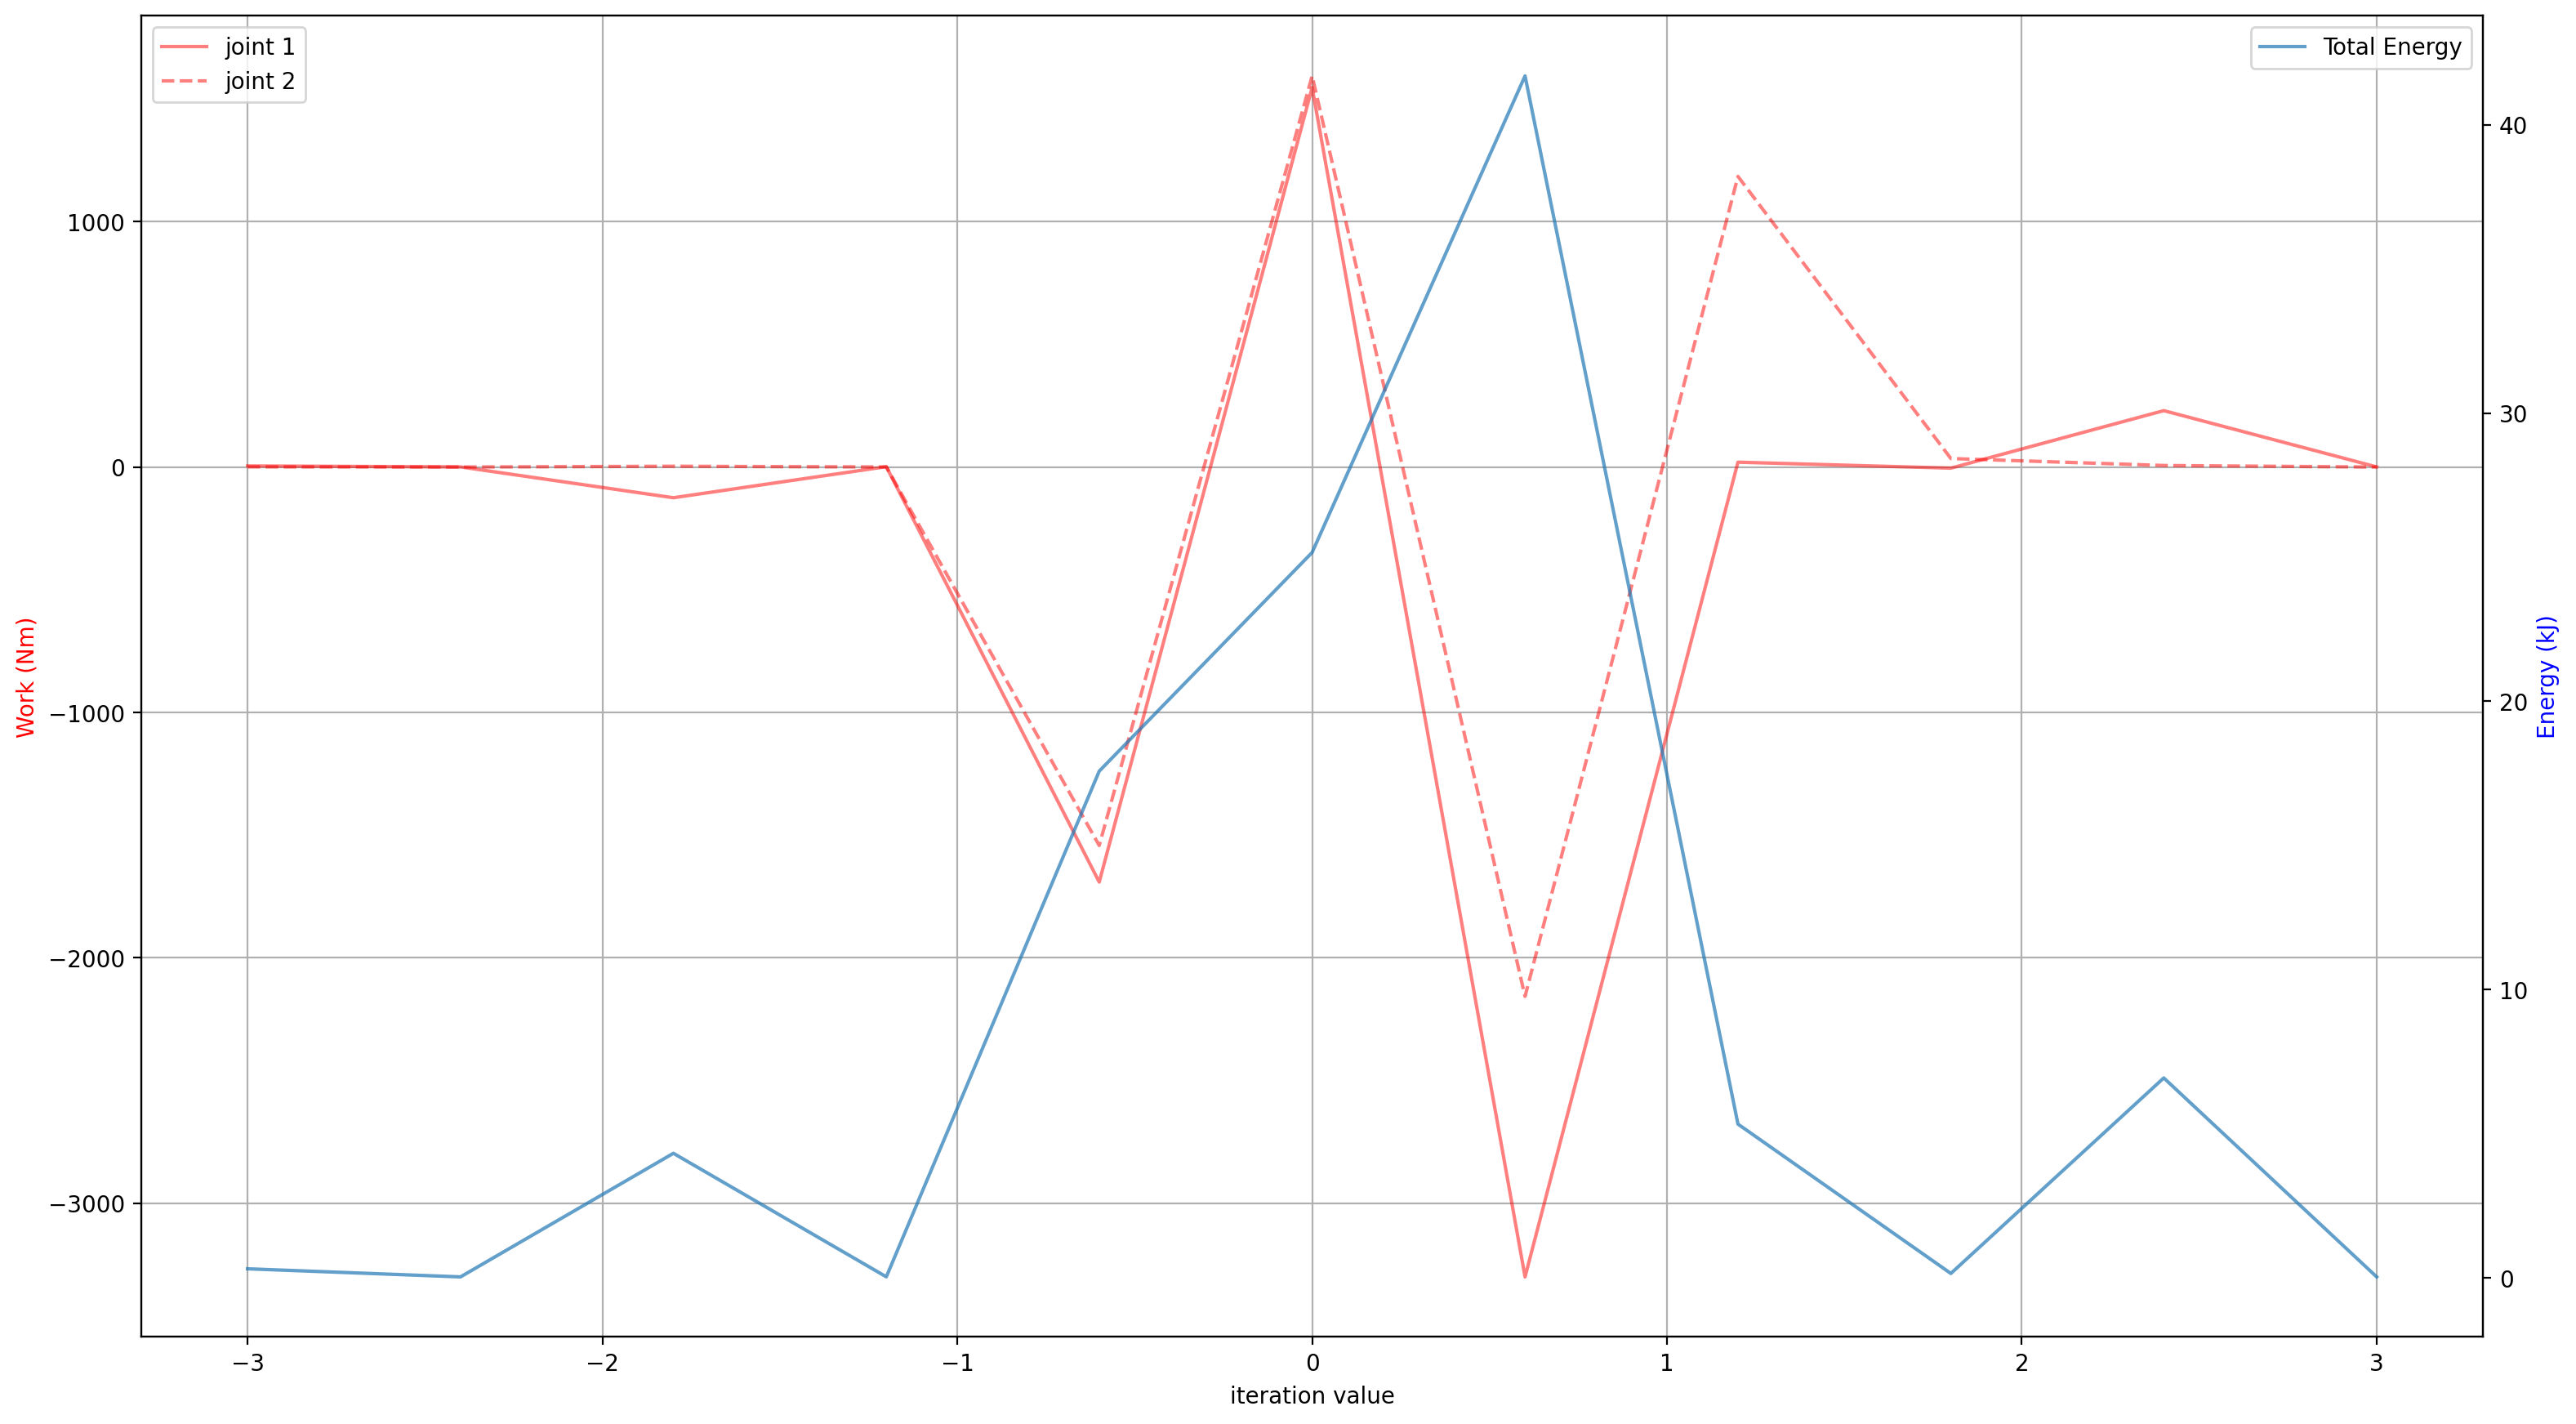 joint 1
joint 2
Total Energy
1000
0
−1000
−2000
−3000
Work (Nm)
40
30
20
10
0
Energy (kJ)
−3 −2 −1 0 1 2 3
iteration value